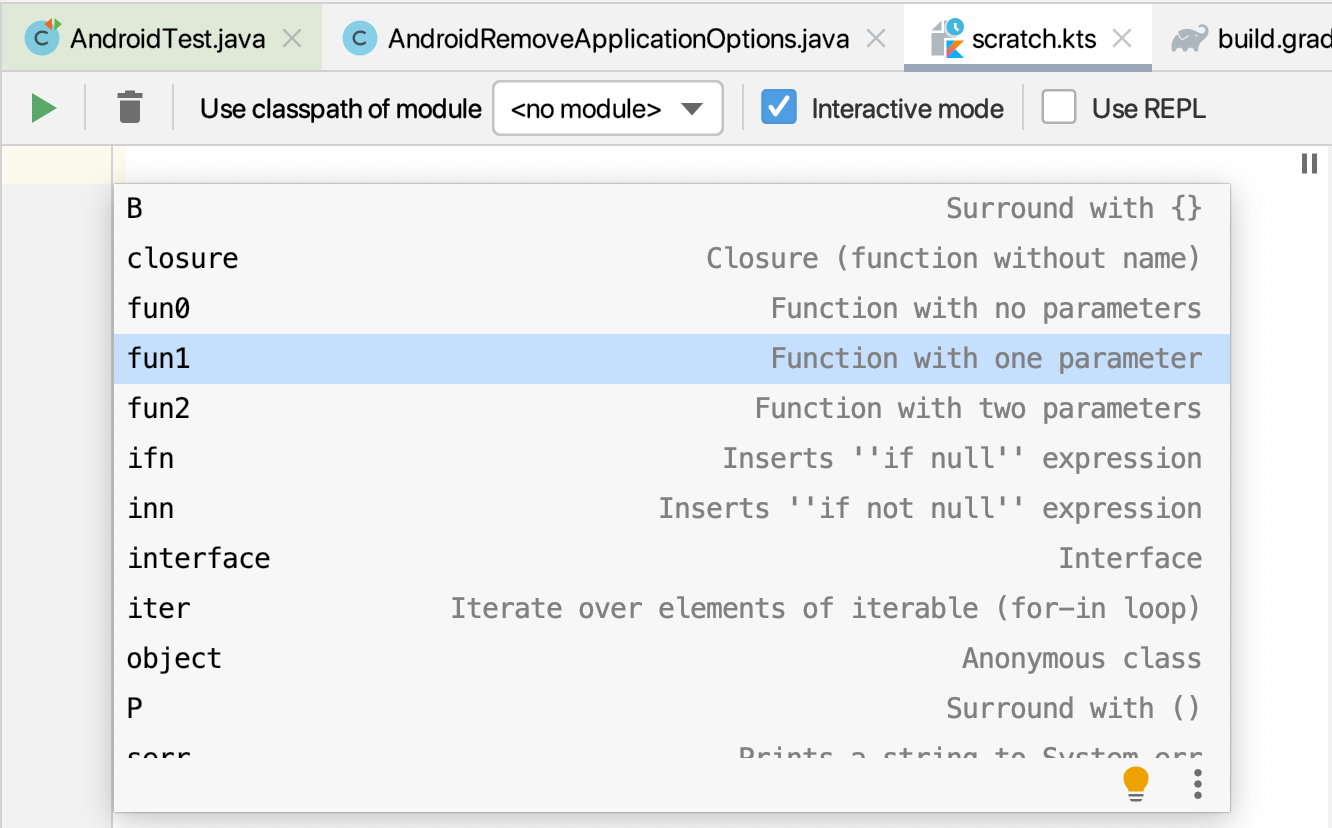 AndroidTest.java AndroidRemoveApplicationOptions.java scratch.kts build.grad
Use classpath of module <no module> Interactive mode Use REPL
B Surround with {}
closure Closure (function without name)
fun0 Function with no parameters
fun1 Function with one parameter
fun2 Function with two parameters
ifn Inserts ''if null'' expression
inn Inserts ''if not null'' expression
interface Interface
iter Iterate over elements of iterable (for-in loop)
object Anonymous class
P Surround with ()
serr Prints a string to System.err